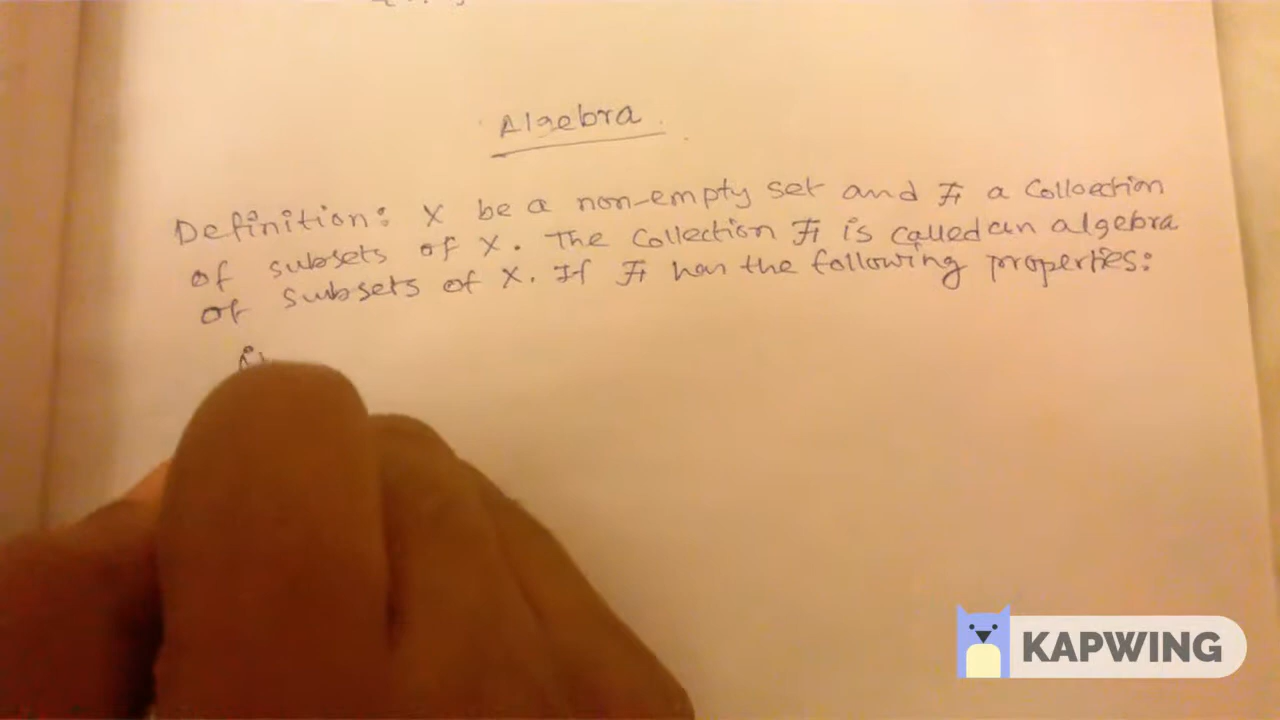 Algebra
Definition: X be a non-empty set and Ƒ a Collection
of subsets of X. The Collection Ƒ is called an algebra
of subsets of X. If Ƒ has the following properties:
KAPWING